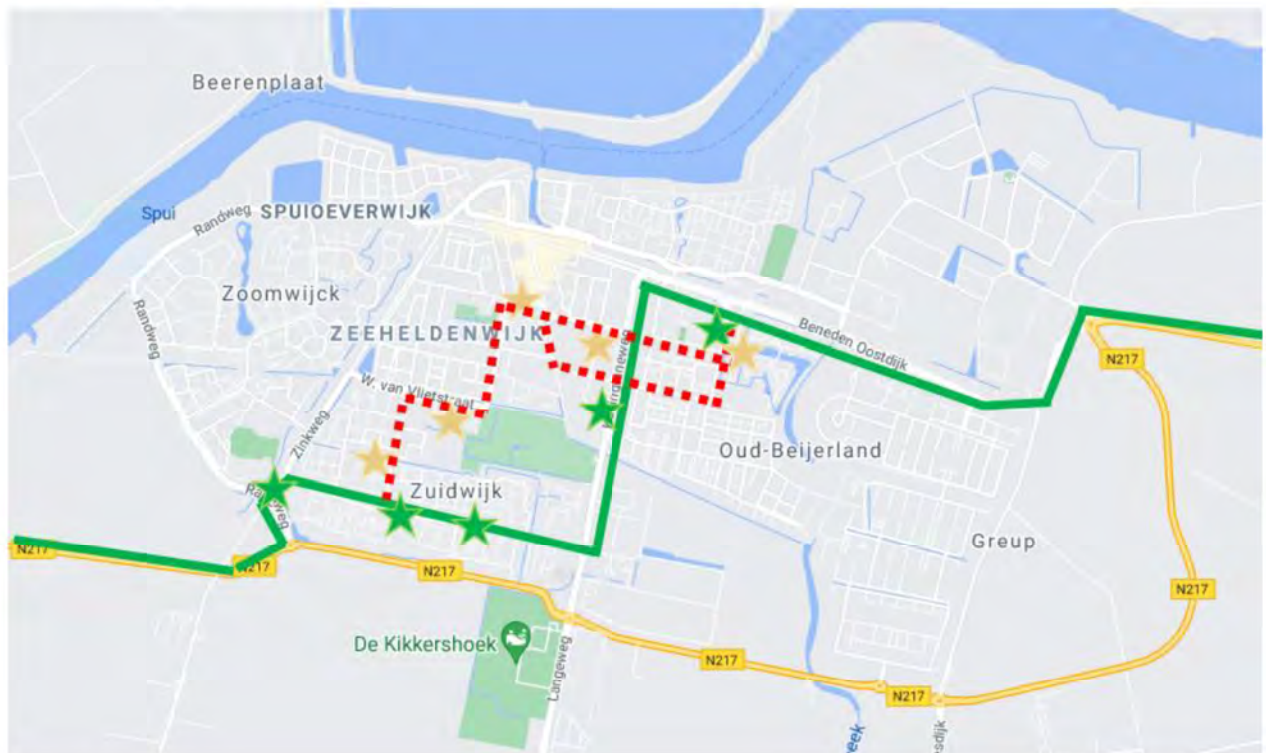 Beerenplaat
Spui
Randweg
SPUIOEVERWIJK
Zoomwijck
Randweg
ZEEHELDENWIJK
Beneden Oostdijk
N217
W. van Vlietstraat
Zinkweg
Oud-Beijerland
Zuidwijk
Greup
N217
N217
N217
N217
De Kikkershoek
Langeweg
N217
N217